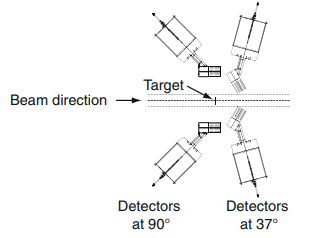 Target
Beam direction
Detectors
at 90°
Detectors
at 37°